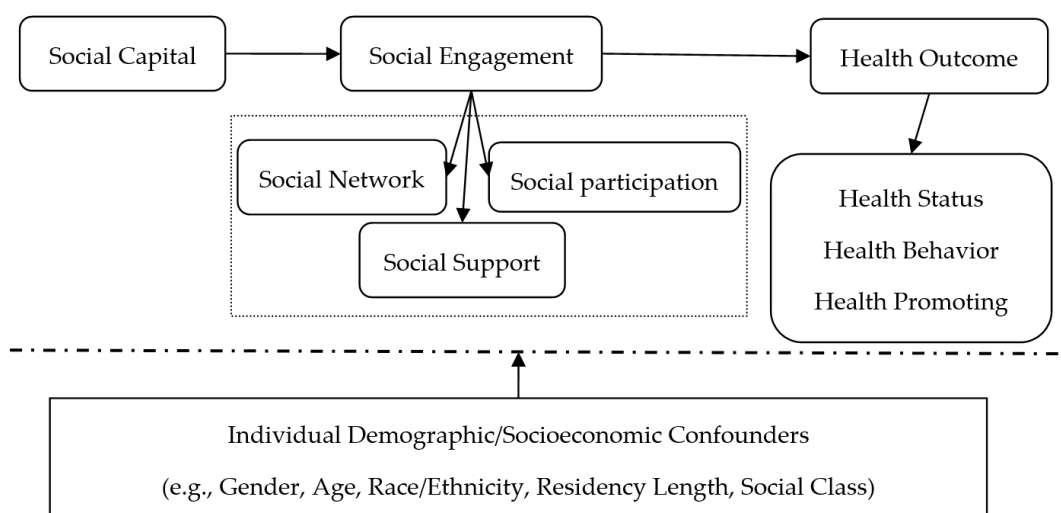 Social Capital
Social Engagement
Health Outcome
Social Network
Social participation
Social Support
Health Status
Health Behavior
Health Promoting
Individual Demographic/Socioeconomic Confounders
(e.g., Gender, Age, Race/Ethnicity, Residency Length, Social Class)